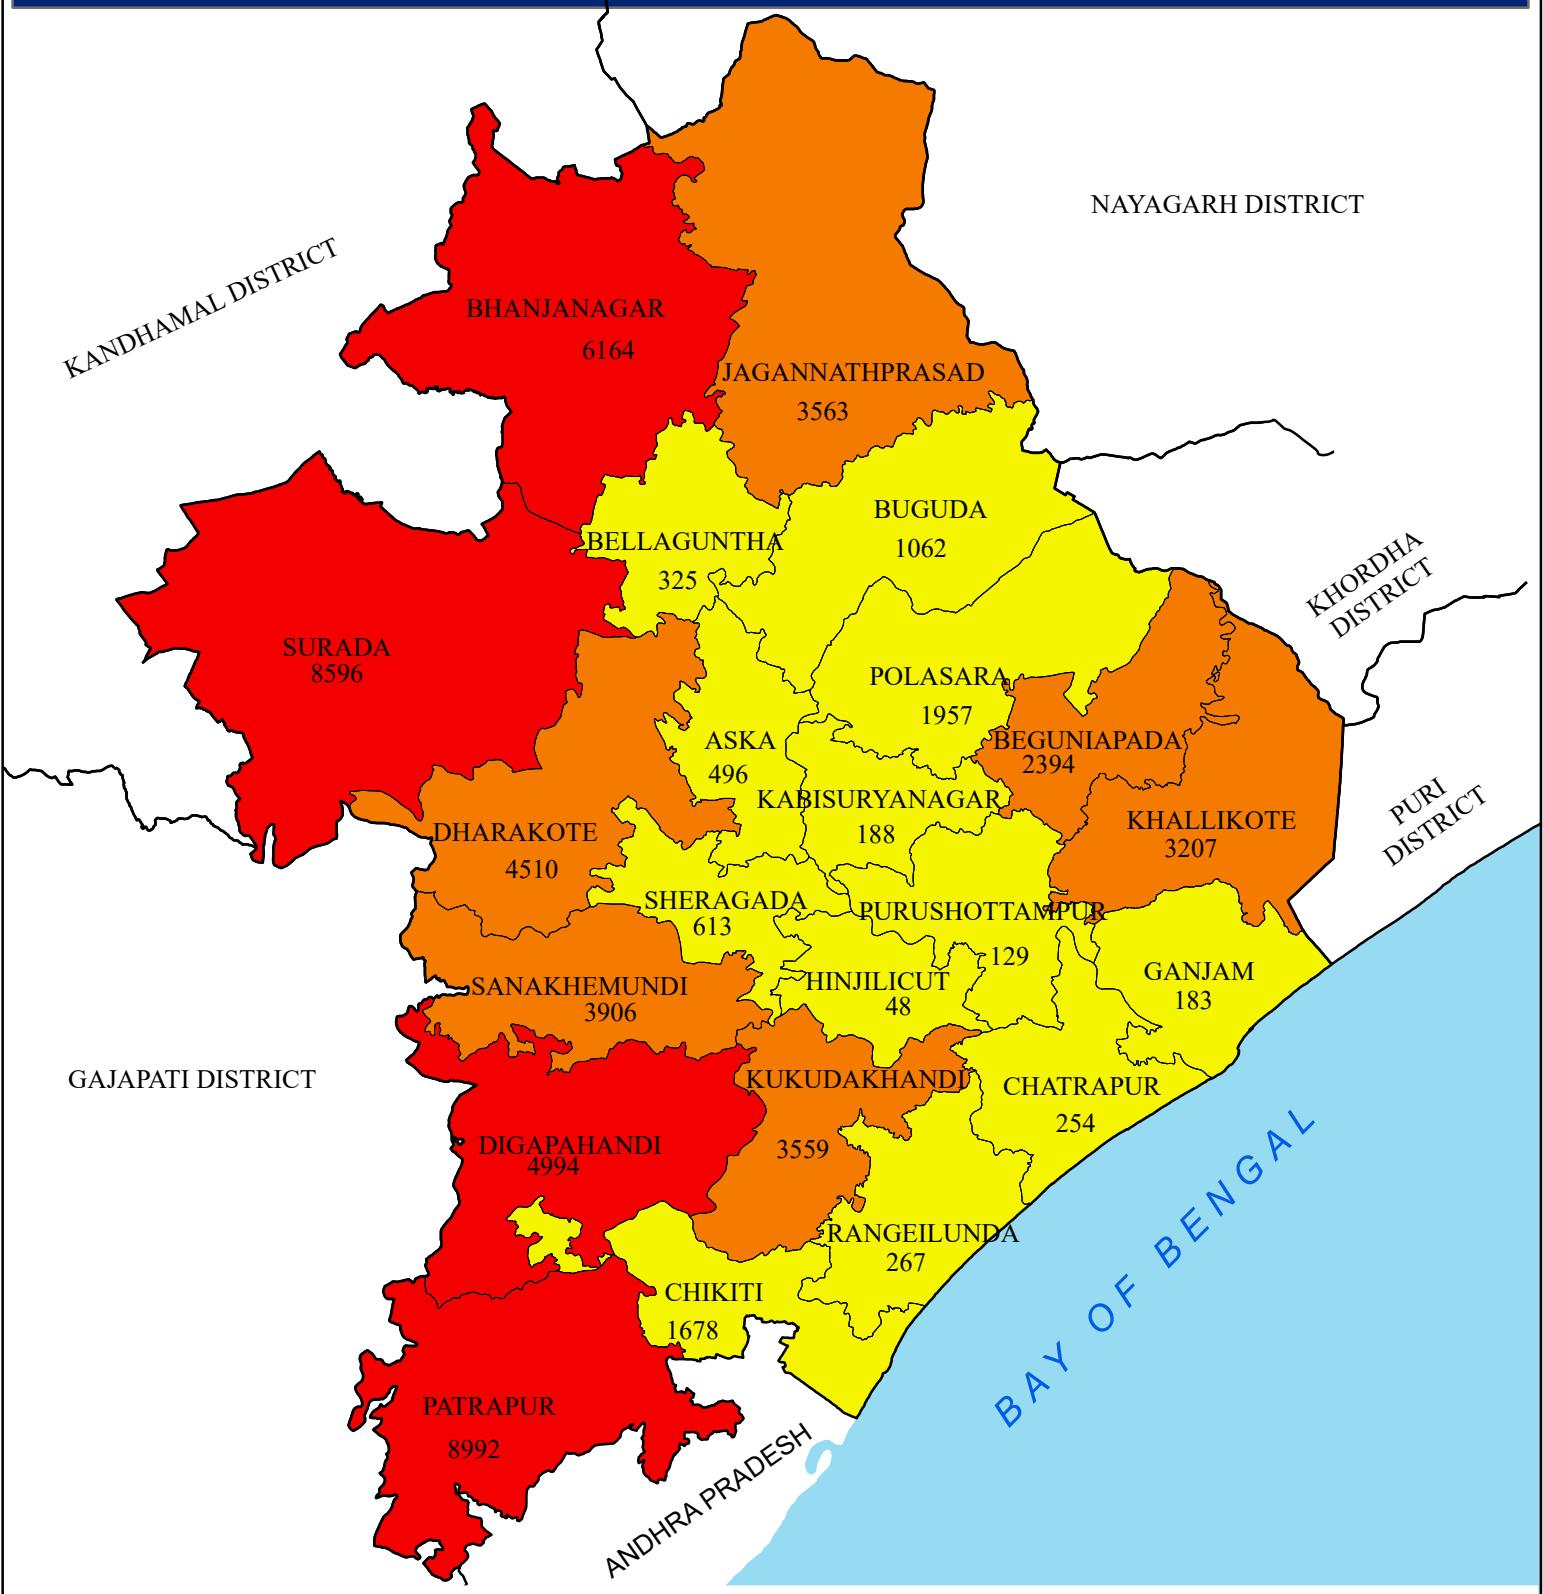 NAYAGARH DISTRICT
KANDHAMAL DISTRICT
BHANJANAGAR
6164
JAGANNATHPRASAD
3563
BUGUDA
1062
BELLAGUNTHA
325
KHORDHA
DISTRICT
SURADA
8596
POLASARA
1957
ASKA
496
BEGUNIAPADA
2394
KABISURYANAGAR
188
KHALLIKOTE
3207
PURI
DISTRICT
DHARAKOTE
4510
SHERAGADA
613
PURUSHOTTAMPUR
129
SANAKHEMUNDI
3906
HINJILICUT
48
GANJAM
183
GAJAPATI DISTRICT
KUKUDAKHANDI
3559
CHATRAPUR
254
DIGAPAHANDI
4994
RANGEILUNDA
267
CHIKITI
1678
BAY OF BENGAL
PATRAPUR
8992
ANDHRA PRADESH